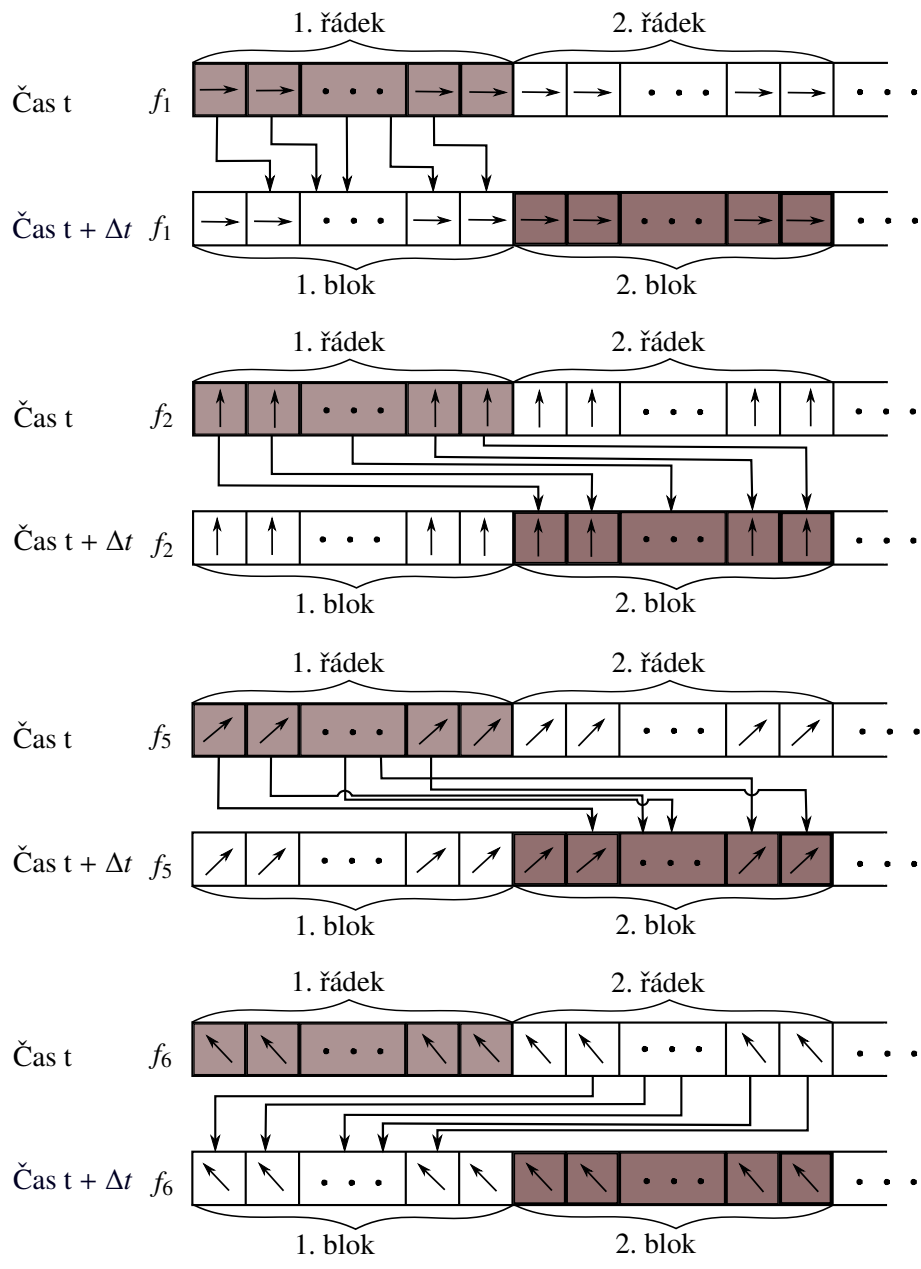 1. řádek 2. řádek
Čas t f1
Čas t + Δt f1
1. blok 2. blok
1. řádek 2. řádek
Čas t f2
Čas t + Δt f2
1. blok 2. blok
1. řádek 2. řádek
Čas t f5
Čas t + Δt f5
1. blok 2. blok
1. řádek 2. řádek
Čas t f6
Čas t + Δt f6
1. blok 2. blok